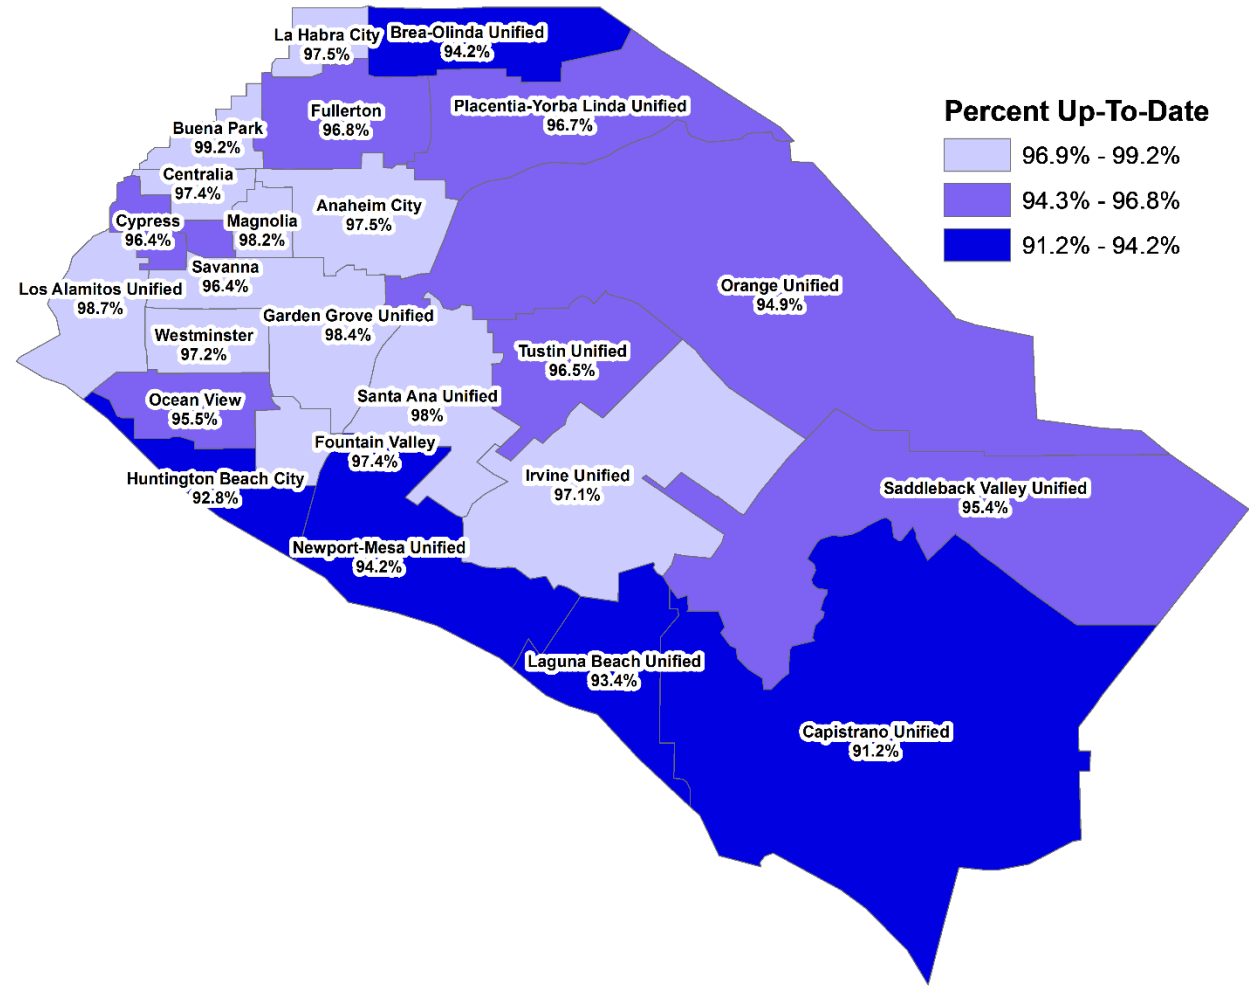 La Habra City
97.5%
Brea-Olinda Unified
94.2%
Fullerton
96.8%
Placentia-Yorba Linda Unified
96.7%
Percent Up-To-Date
96.9% - 99.2%
94.3% - 96.8%
91.2% - 94.2%
Buena Park
99.2%
Centralia
97.4%
Cypress
96.4%
Magnolia
98.2%
Anaheim City
97.5%
Savanna
96.4%
Los Alamitos Unified
98.7%
Orange Unified
94.9%
Garden Grove Unified
98.4%
Westminster
97.2%
Tustin Unified
96.5%
Ocean View
95.5%
Santa Ana Unified
98%
Fountain Valley
97.4%
Huntington Beach City
92.8%
Irvine Unified
97.1%
Saddleback Valley Unified
95.4%
Newport-Mesa Unified
94.2%
Laguna Beach Unified
93.4%
Capistrano Unified
91.2%